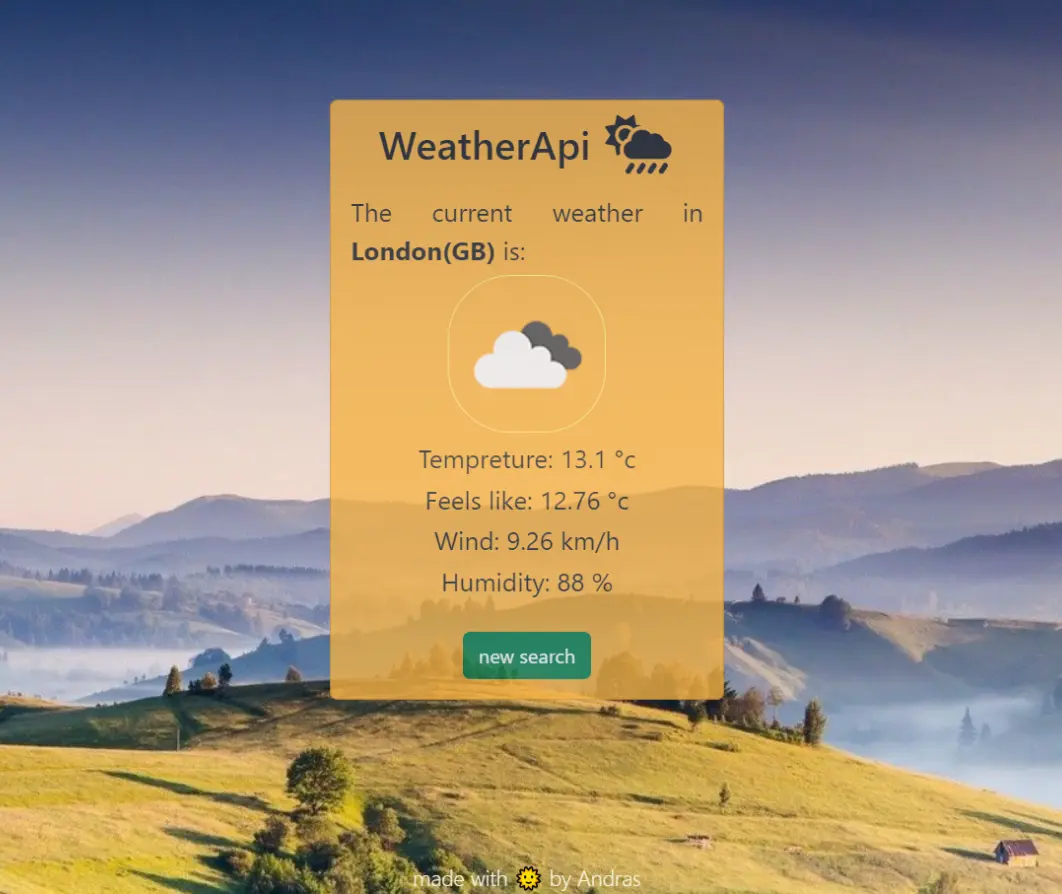 WeatherApi
The current weather in
London(GB) is:
Tempreture: 13.1 °c
Feels like: 12.76 °c
Wind: 9.26 km/h
Humidity: 88 %
new search
made with 🌞 by Andras